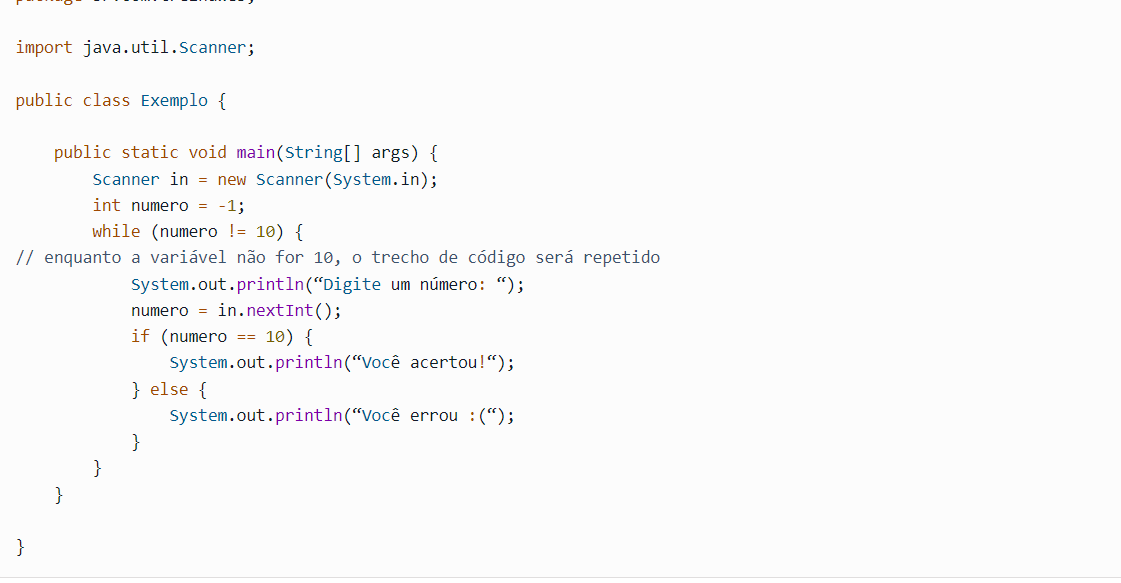 import java.util.Scanner;
public class Exemplo {
    public static void main(String[] args) {
        Scanner in = new Scanner(System.in);
        int numero = -1;
        while (numero != 10) {
// enquanto a variável não for 10, o trecho de código será repetido
            System.out.println(“Digite um número: “);
            numero = in.nextInt();
            if (numero == 10) {
                System.out.println(“Você acertou!“);
            } else {
                System.out.println(“Você errou :(“);
            }
        }
    }
}